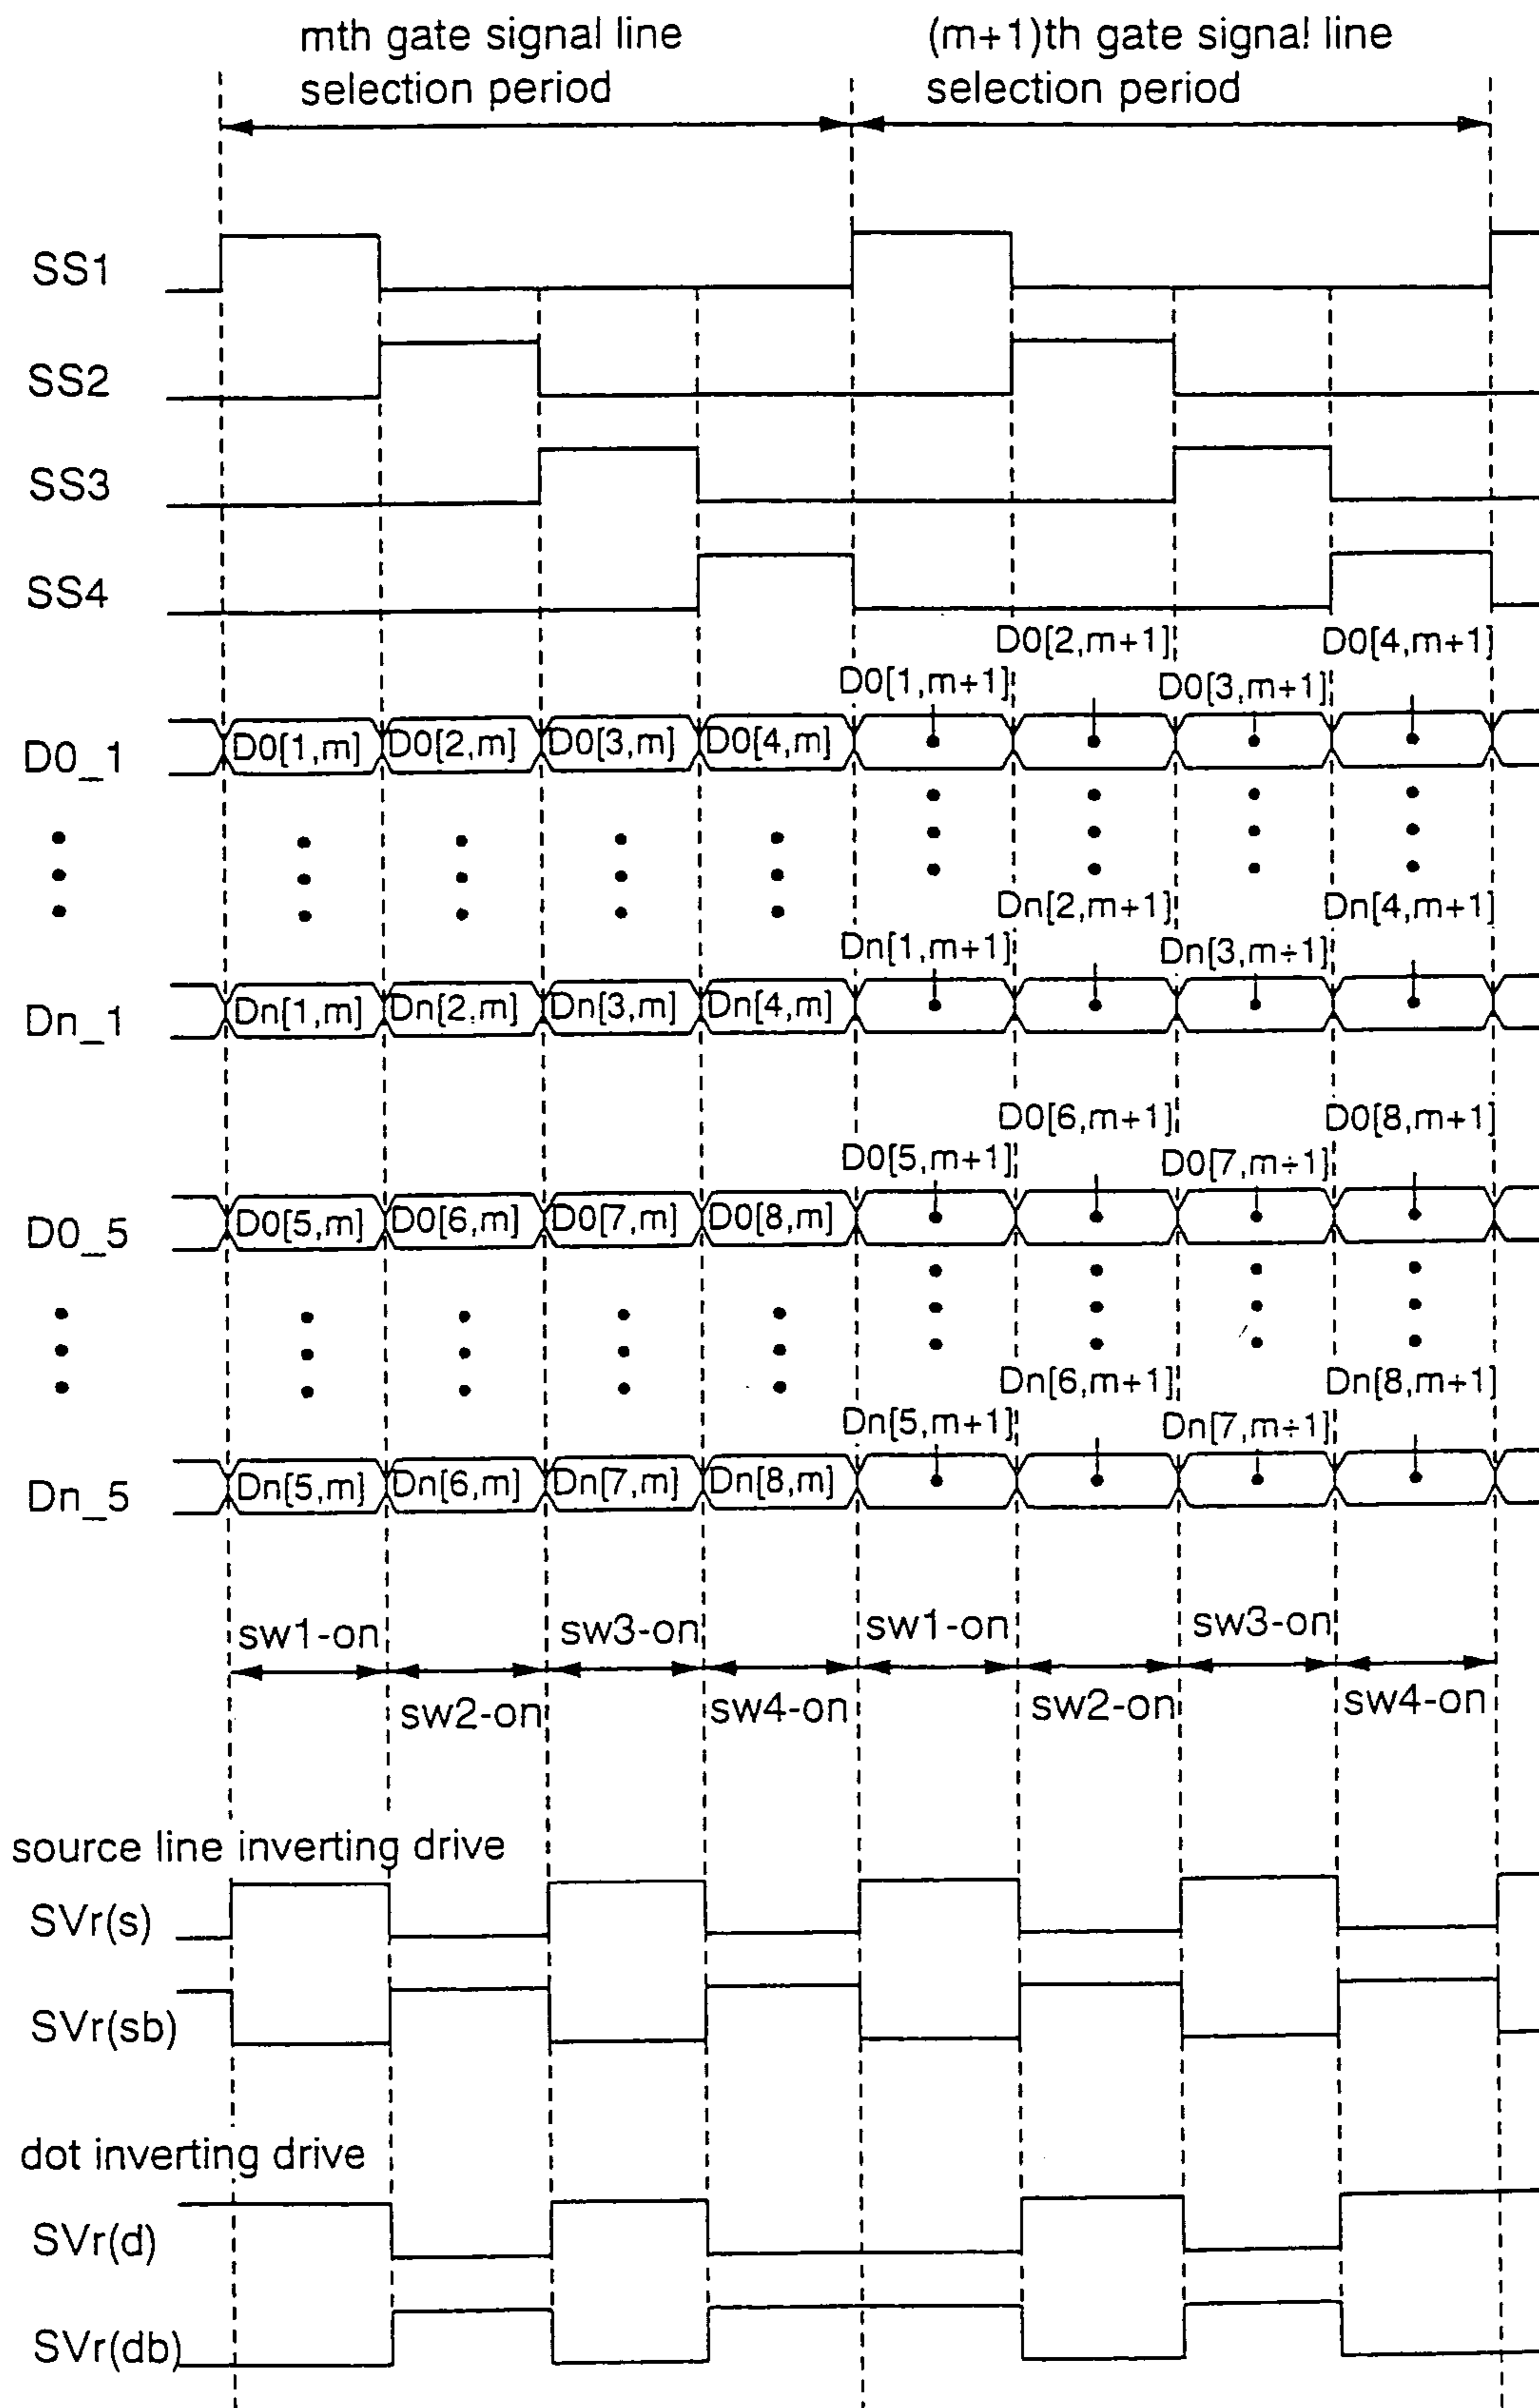 mth gate signal line
selection period
(m+1)th gate signal line
selection period
SS1
SS2
SS3
SS4
D0[2,m+1]
D0[4,m+1]
D0[1,m+1]
D0[3,m+1]
D0_1
D0[1,m]
D0[2,m]
D0[3,m]
D0[4,m]
Dn[2,m+1]
Dn[4,m+1]
Dn[1,m+1]
Dn[3,m+1]
Dn_1
Dn[1,m]
Dn[2,m]
Dn[3,m]
Dn[4,m]
D0[6,m+1]
D0[8,m+1]
D0[5,m+1]
D0[7,m+1]
D0_5
D0[5,m]
D0[6,m]
D0[7,m]
D0[8,m]
Dn[6,m+1]
Dn[8,m+1]
Dn[5,m+1]
Dn[7,m+1]
Dn_5
Dn[5,m]
Dn[6,m]
Dn[7,m]
Dn[8,m]
sw1-on
sw3-on
sw1-on
sw3-on
sw2-on
sw4-on
sw2-on
sw4-on
source line inverting drive
SVr(s)
SVr(sb)
dot inverting drive
SVr(d)
SVr(db)